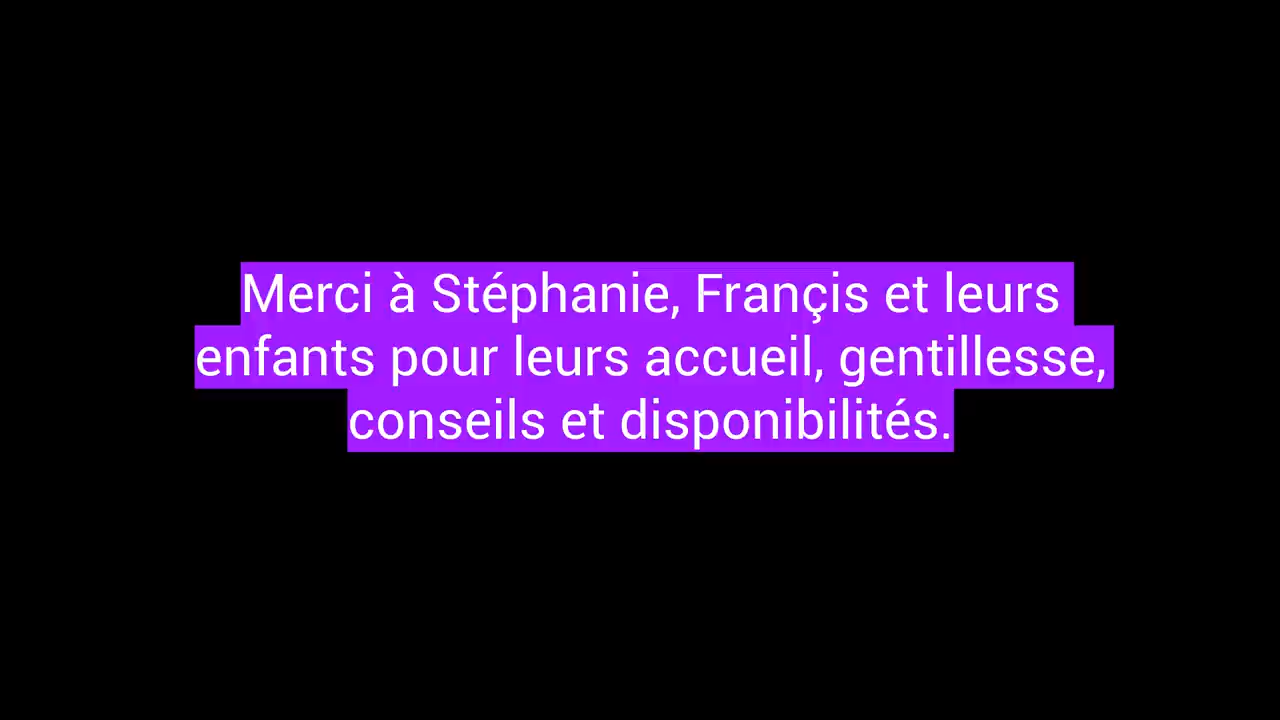 Merci à Stéphanie, Françis et leurs
enfants pour leurs accueil, gentillesse,
conseils et disponibilités.